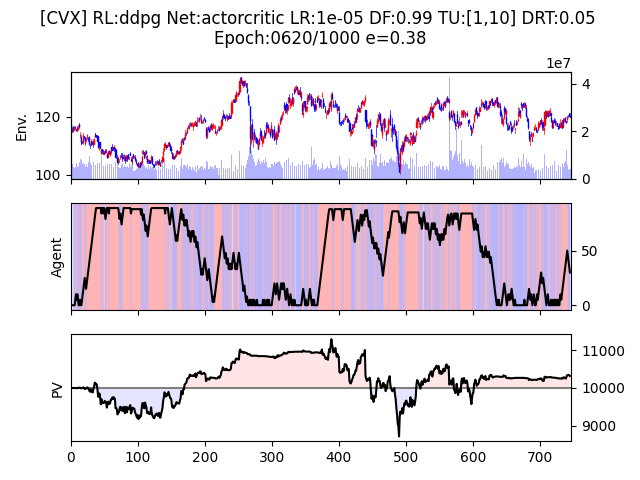 [CVX] RL:ddpg Net:actorcritic LR:1e-05 DF:0.99 TU:[1,10] DRT:0.05
Epoch:0620/1000 e=0.38
1e7
Env.
120
100
4
2
0
Agent
50
0
PV
11000
10000
9000
0 100 200 300 400 500 600 700